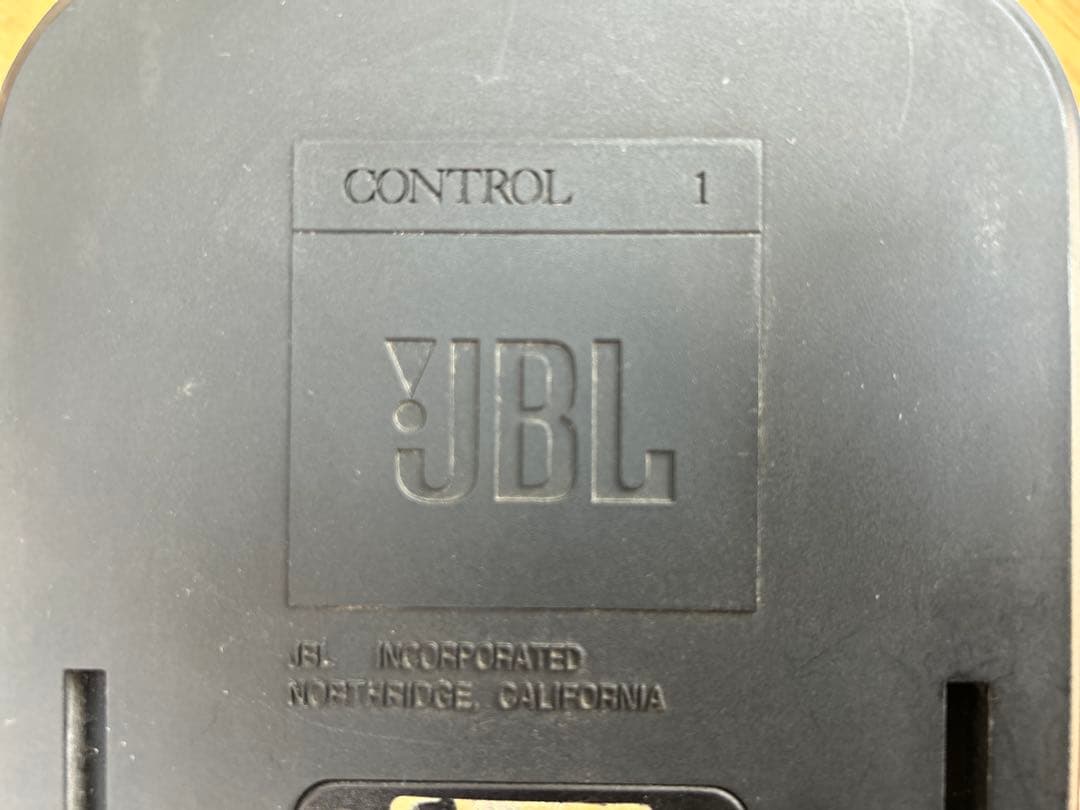 CONTROL 1
JBL
JBL INCORPORATED
NORTHRIDGE, CALIFORNIA